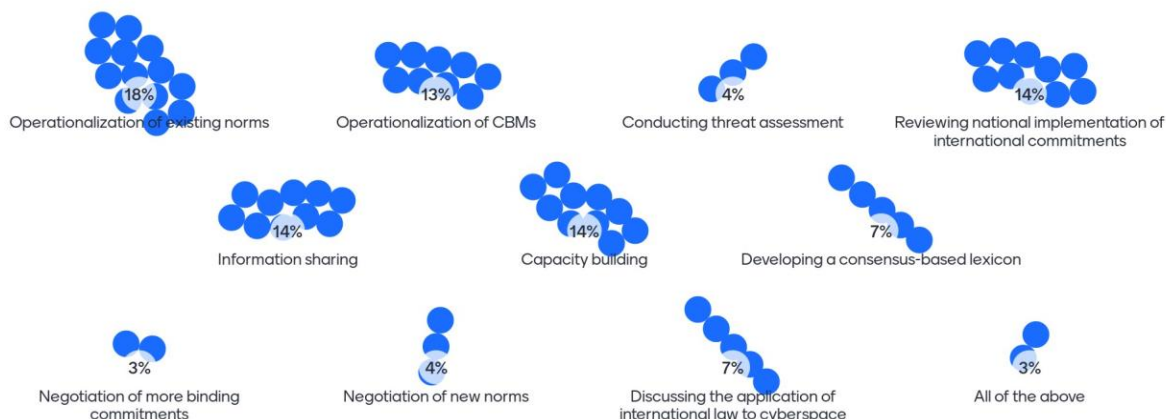 18%
Operationalization of existing norms
13%
Operationalization of CBMs
4%
Conducting threat assessment
14%
Reviewing national implementation of
international commitments
14%
Information sharing
14%
Capacity building
7%
Developing a consensus-based lexicon
3%
Negotiation of more binding
commitments
4%
Negotiation of new norms
7%
Discussing the application of
international law to cyberspace
3%
All of the above